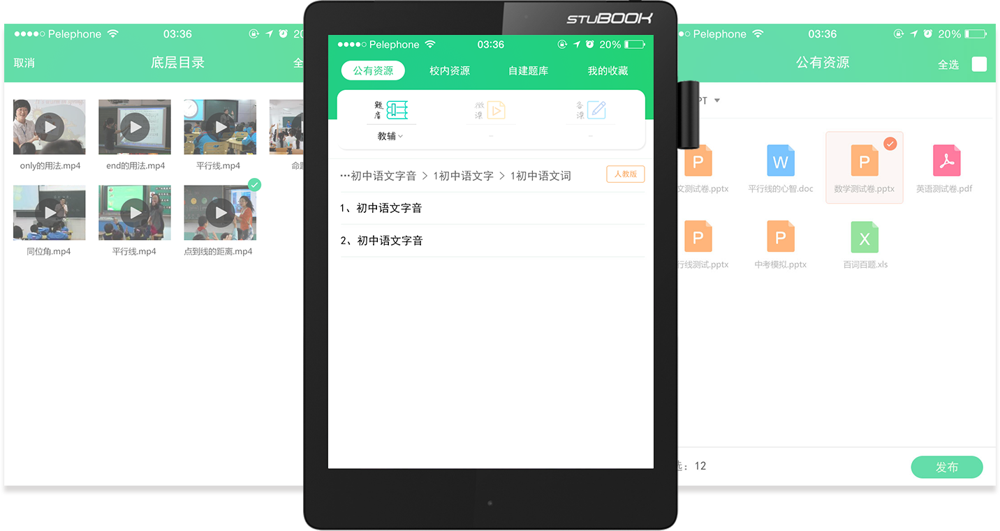 ●●●●○ Pelephone 03:36 20
取消 底层目录 全
only的用法.mp4 end的用法.mp4 平行线.mp4 命题
同位角.mp4 平行线.mp4 点到线的距离.mp4
STUBOOK
●●●●○ Pelephone 03:36 20%
公有资源 校内资源 自建题库 我的收藏
题库 微课 备课
教辅 – –
···初中语文字音 > 1初中语文字 > 1初中语文词 人教版
1、初中语文字音
2、初中语文字音
●○ Pelephone 03:36 20%
公有资源 全选
PT
P W P
文测试卷.pptx 平行线的心智.doc 数学测试卷.pptx 英语测试卷.pdf
P P X
行线测试.pptx 中考模拟.pptx 百词百题.xls
选：12 发布